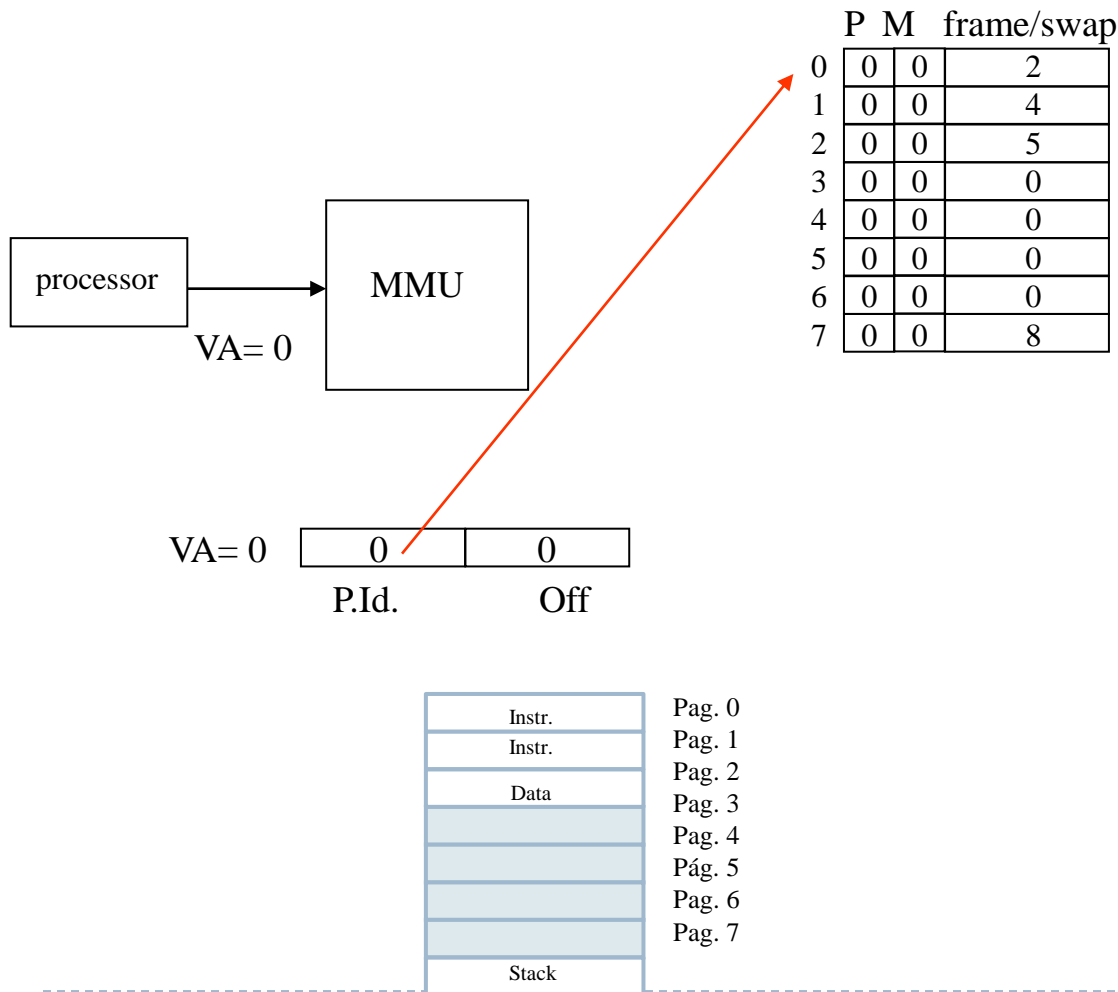 P M frame/swap
0 0 0 2
1 0 0 4
2 0 0 5
3 0 0 0
4 0 0 0
5 0 0 0
6 0 0 0
7 0 0 8
processor
MMU
VA= 0
VA= 0 0 0
P.Id. Off
Instr. Pag. 0
Instr. Pag. 1
Pag. 2
Data Pag. 3
Pag. 4
Pág. 5
Pag. 6
Pag. 7
Stack